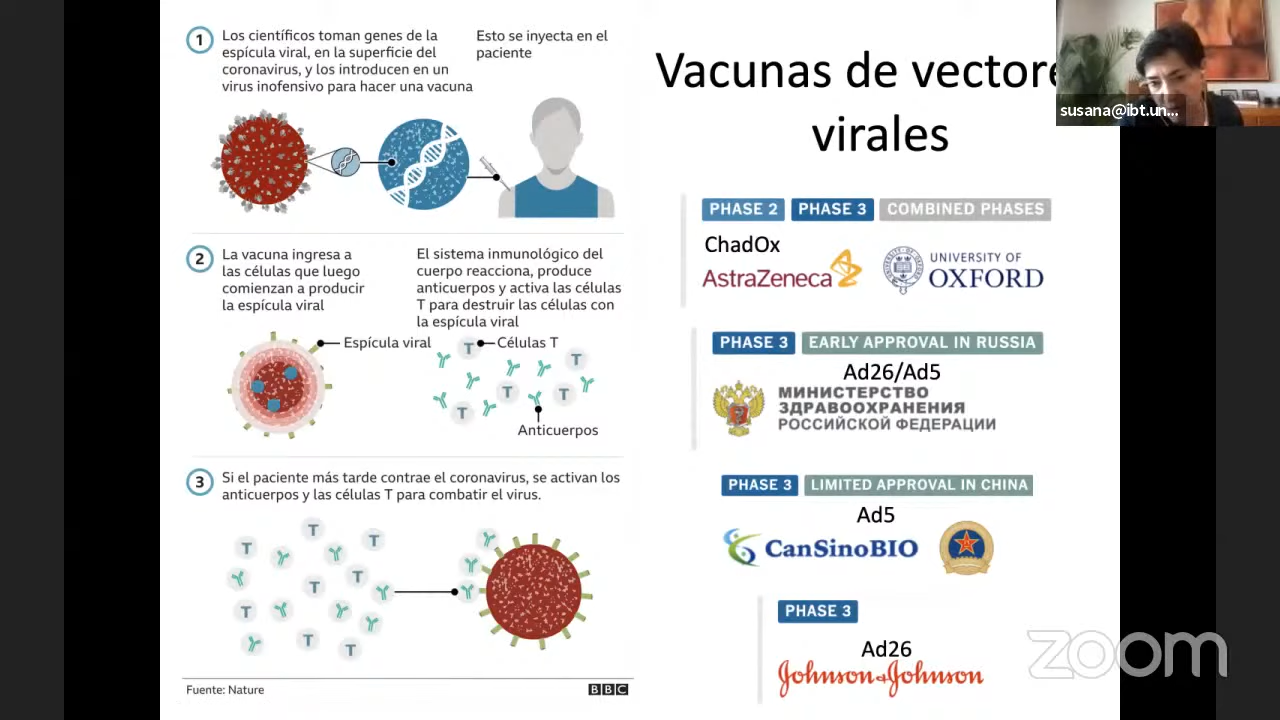 1
Los científicos toman genes de la
espícula viral, en la superficie del
coronavirus, y los introducen en un
virus inofensivo para hacer una vacuna
Esto se inyecta en el
paciente
2
La vacuna ingresa a
las células que luego
comienzan a producir
la espícula viral
El sistema inmunológico del
cuerpo reacciona, produce
anticuerpos y activa las células
T para destruir las células con
la espícula viral
Espícula viral
Células T
T
T
T
T
T
Anticuerpos
3
Si el paciente más tarde contrae el coronavirus, se activan los
anticuerpos y las células T para combatir el virus.
T
T
T
T
T
T
T
T
Fuente: Nature
BBC
Vacunas de vectore
virales
susana@ibt.un...
PHASE 2 PHASE 3 COMBINED PHASES
ChadOx
AstraZeneca
UNIVERSITY OF
OXFORD
PHASE 3 EARLY APPROVAL IN RUSSIA
Ad26/Ad5
МИНИСТЕРСТВО
ЗДРАВООХРАНЕНИЯ
РОССИЙСКОЙ ФЕДЕРАЦИИ
PHASE 3 LIMITED APPROVAL IN CHINA
Ad5
CanSinoBIO
PHASE 3
Ad26
Johnson & Johnson
zoom